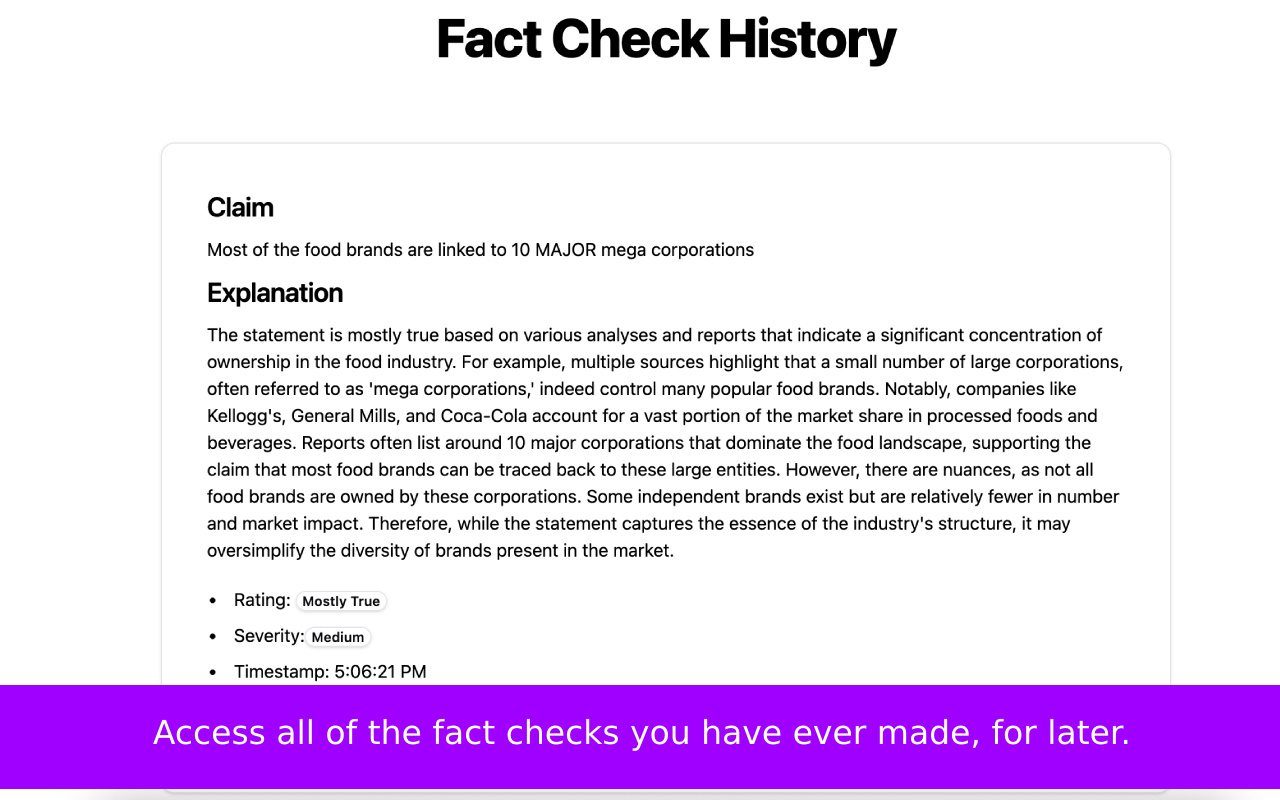 Fact Check History
Claim
Most of the food brands are linked to 10 MAJOR mega corporations
Explanation
The statement is mostly true based on various analyses and reports that indicate a significant concentration of
ownership in the food industry. For example, multiple sources highlight that a small number of large corporations,
often referred to as 'mega corporations,' indeed control many popular food brands. Notably, companies like
Kellogg's, General Mills, and Coca-Cola account for a vast portion of the market share in processed foods and
beverages. Reports often list around 10 major corporations that dominate the food landscape, supporting the
claim that most food brands can be traced back to these large entities. However, there are nuances, as not all
food brands are owned by these corporations. Some independent brands exist but are relatively fewer in number
and market impact. Therefore, while the statement captures the essence of the industry's structure, it may
oversimplify the diversity of brands present in the market.
• Rating: Mostly True
• Severity: Medium
• Timestamp: 5:06:21 PM
Access all of the fact checks you have ever made, for later.